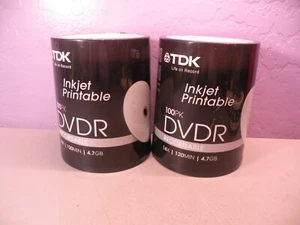 TDK
Life on Record
Inkjet
Printable
100PK
DVDR
16X | 120MIN | 4.7GB
TDK
Life on Record
Inkjet
Printable
100PK
DVDR
16X | 120MIN | 4.7GB